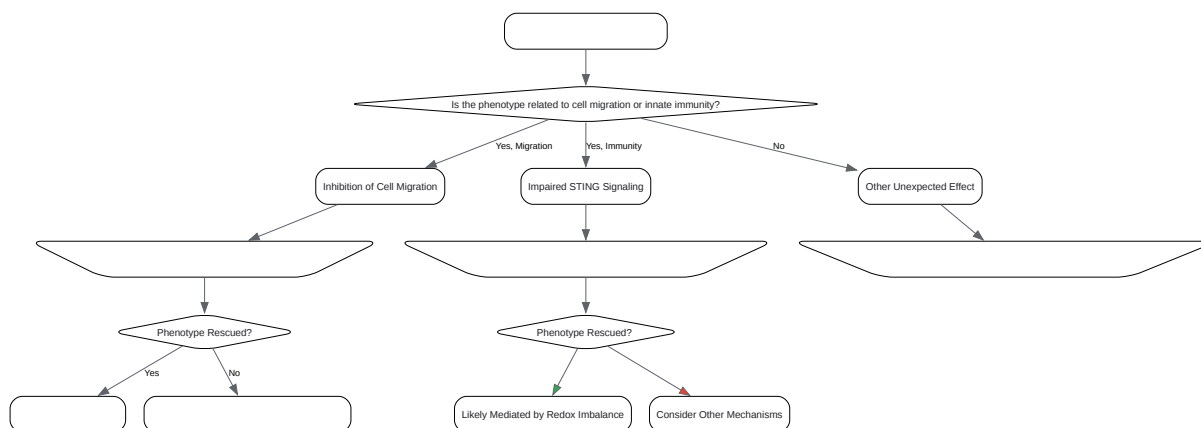 Is the phenotype related to cell migration or innate immunity?
Yes, Migration
Yes, Immunity
No
Inhibition of Cell Migration
Impaired STING Signaling
Other Unexpected Effect
Phenotype Rescued?
Phenotype Rescued?
Yes
No
Likely Mediated by Redox Imbalance
Consider Other Mechanisms